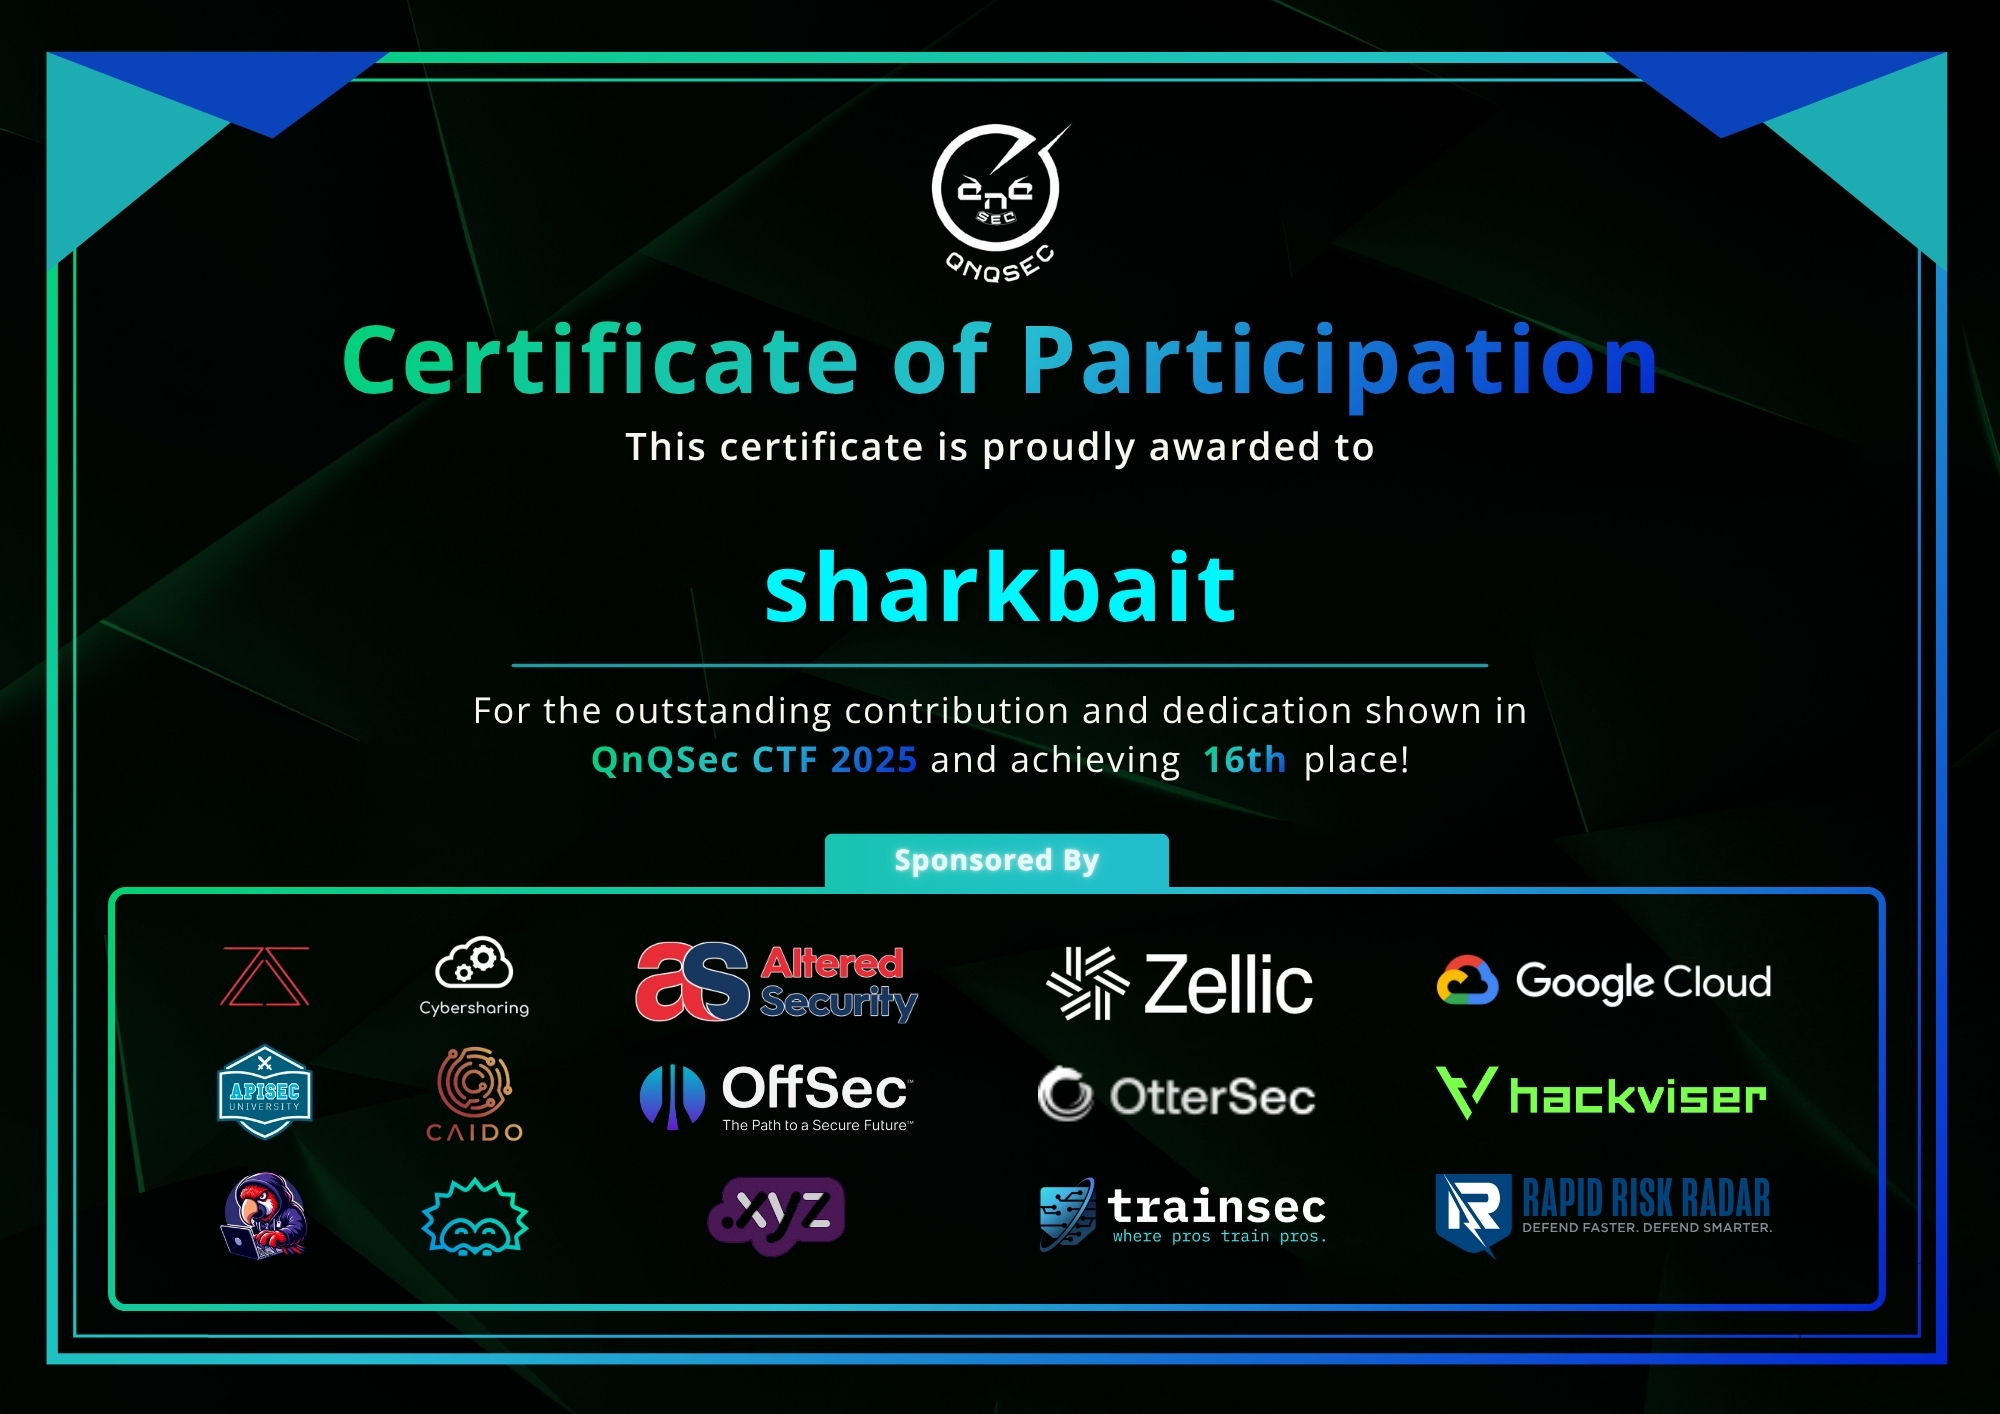 QnQ
SEC
QNQSEC
Certificate of Participation
This certificate is proudly awarded to
sharkbait
For the outstanding contribution and dedication shown in
QnQSec CTF 2025 and achieving 16th place!
Sponsored By
Cybersharing
as Altered
Security
Zellic
Google Cloud
APISEC
UNIVERSITY
CAIDO
OffSec™
The Path to a Secure Future™
OtterSec
hackviser
.xyz
trainsec
where pros train pros.
R RAPID RISK RADAR
DEFEND FASTER. DEFEND SMARTER.